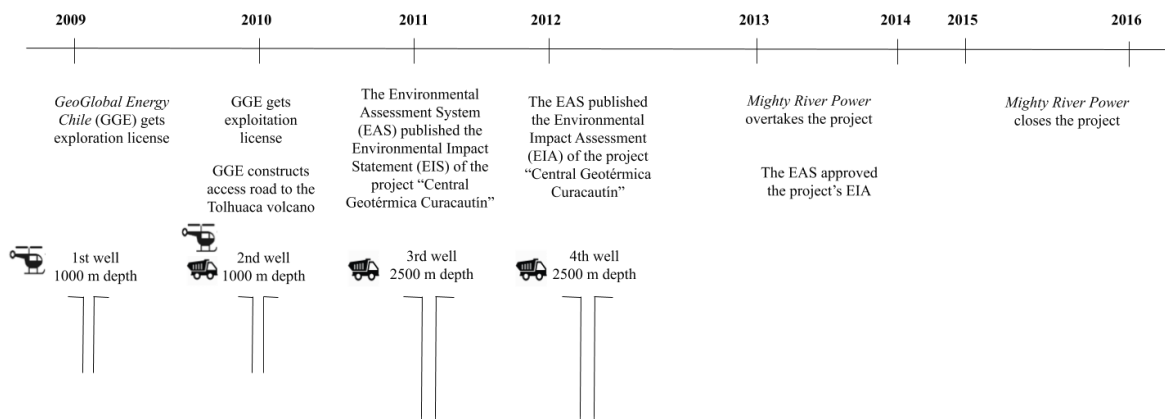 2009
2010
2011
2012
2013
2014
2015
2016
GeoGlobal Energy
Chile (GGE) gets
exploration license
GGE gets
exploitation
license
GGE constructs
access road to the
Tolhuaca volcano
The Environmental
Assessment System
(EAS) published the
Environmental Impact
Statement (EIS) of the
project “Central
Geotérmica Curacautín”
The EAS published
the Environmental
Impact Assessment
(EIA) of the project
“Central Geotérmica
Curacautín”
Mighty River Power
overtakes the project
The EAS approved
the project’s EIA
Mighty River Power
closes the project
1st well
1000 m depth
2nd well
1000 m depth
3rd well
2500 m depth
4th well
2500 m depth